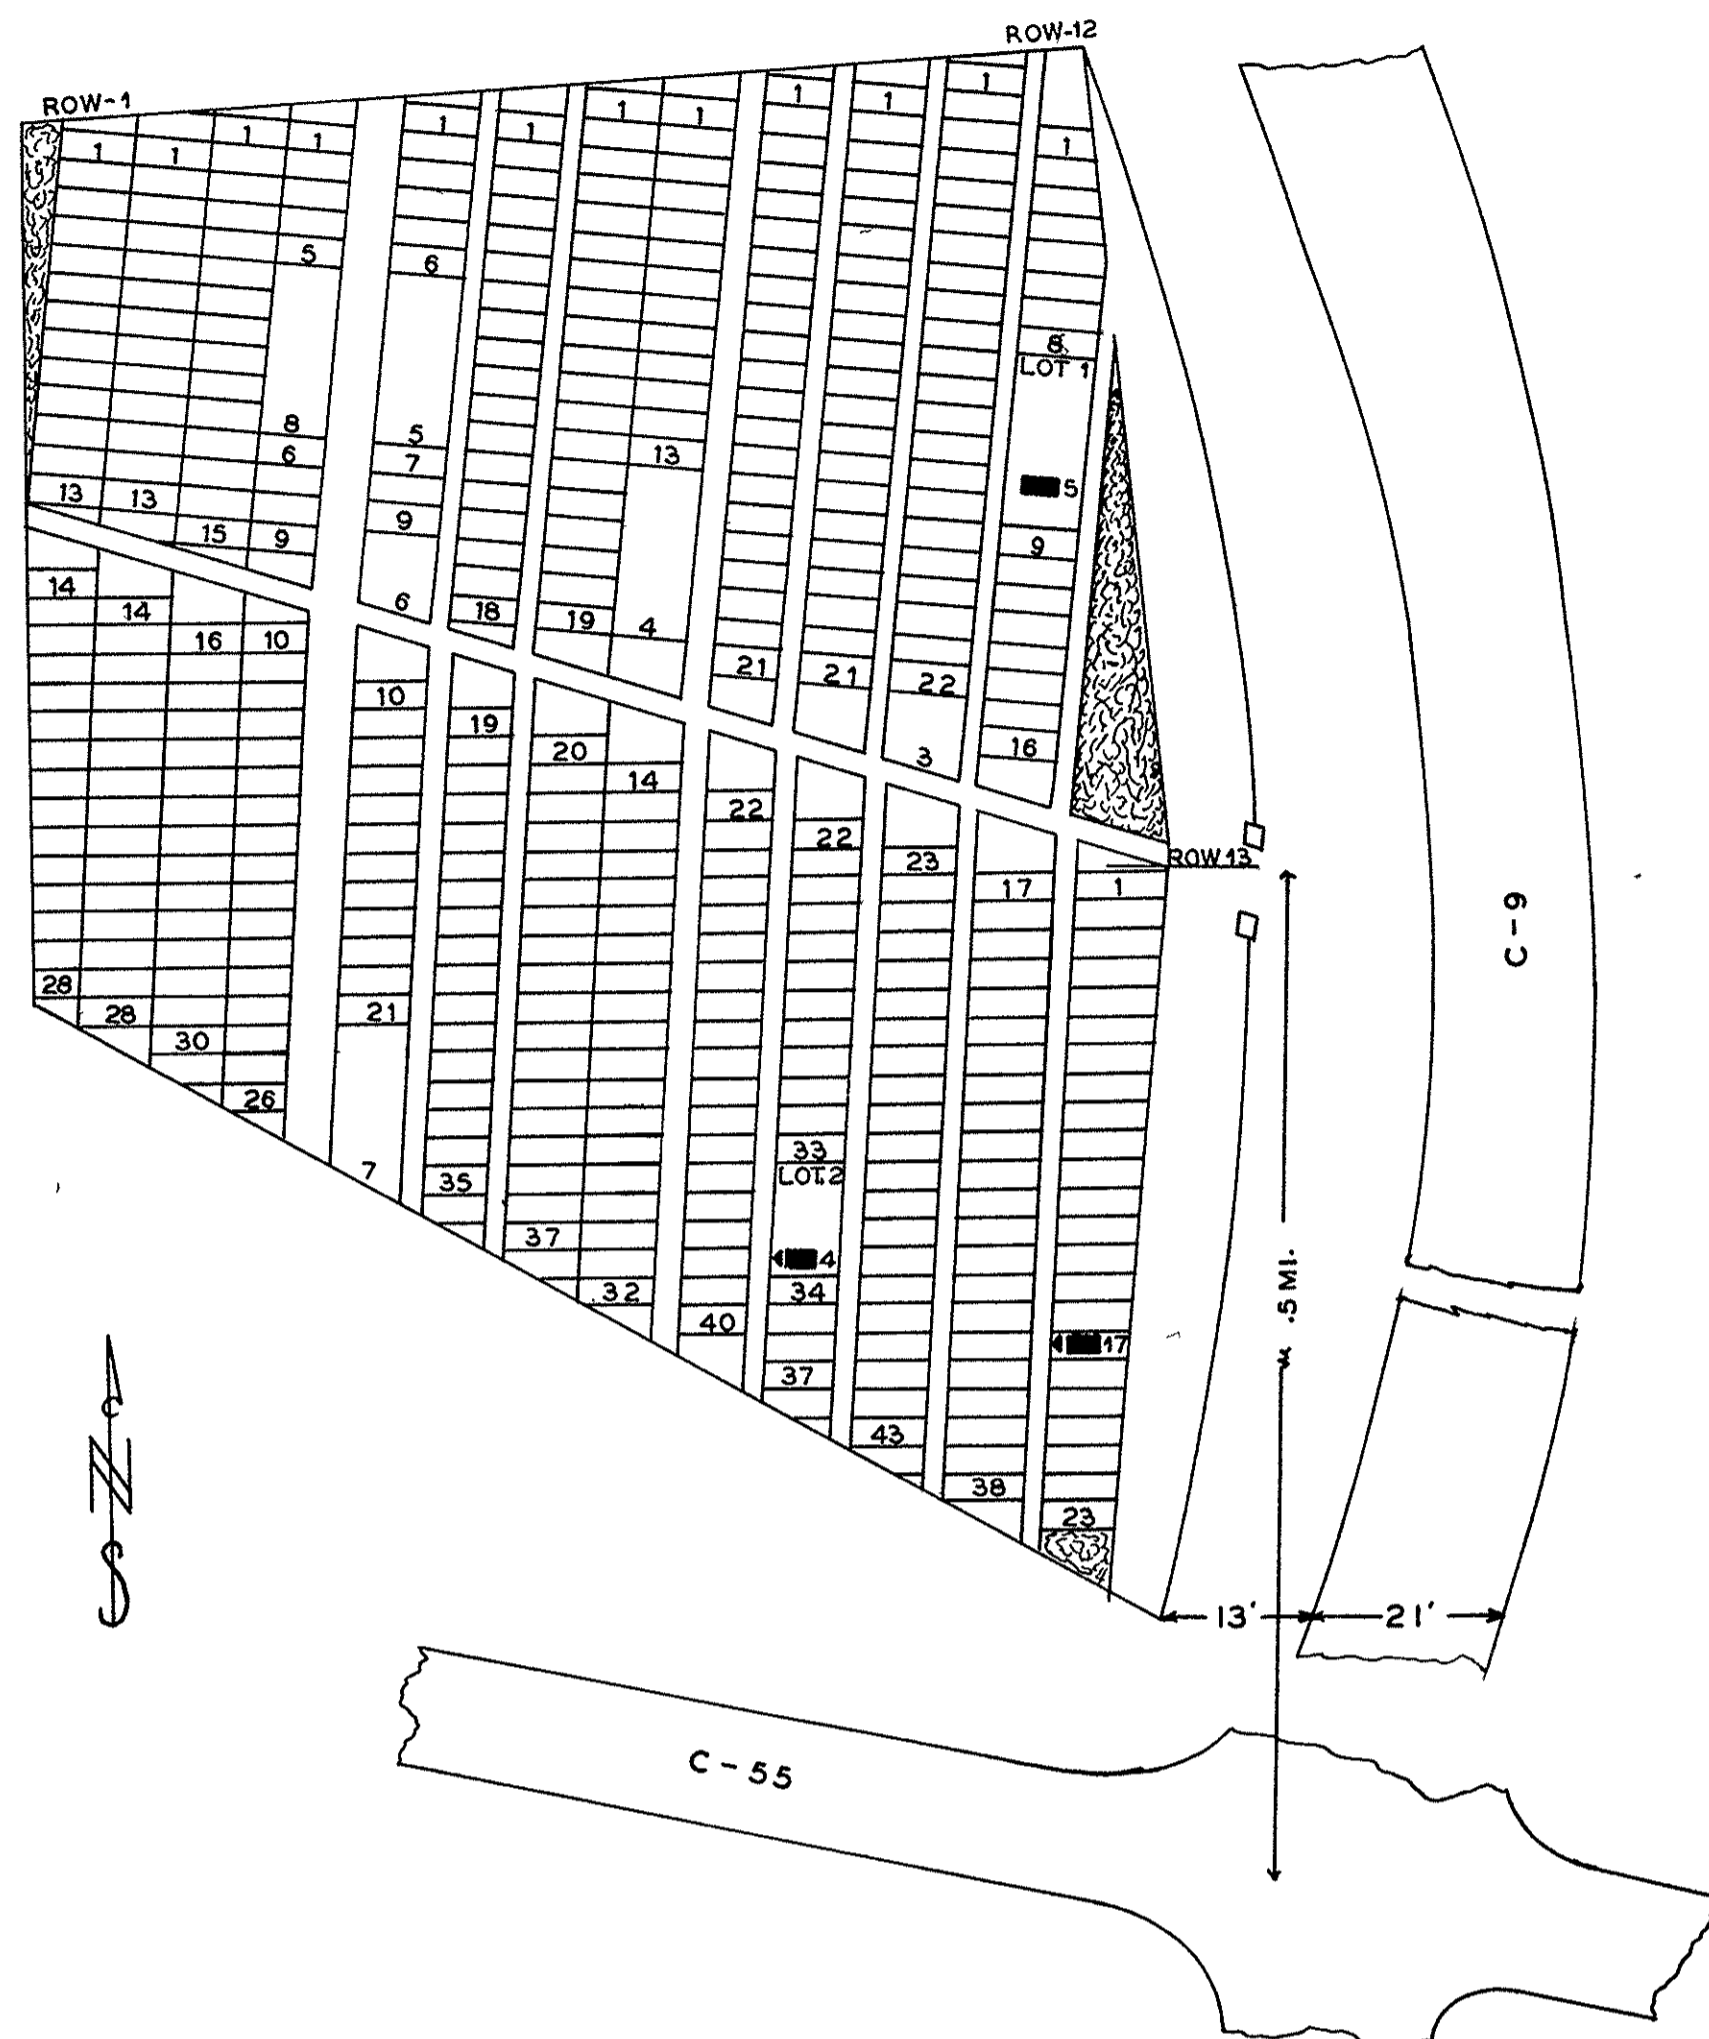 ROW-12
ROW-1
1 1 1 1 1 1 1 1 1 1 1 1
5 6
8
LOT 1
8 5
6 7 13
5
13 13
15 9 9 9
14 14 6 18 19 4
16 10 21 21 22
10 19 20 14 3 16
22 22 23 17
ROW 13
1
C-9
28 28 30 21
26
33
LOT.2
7 35 37
4
34
.5 MI.
32 40 17
37
43
38
23
N
S
13' 21'
C-55